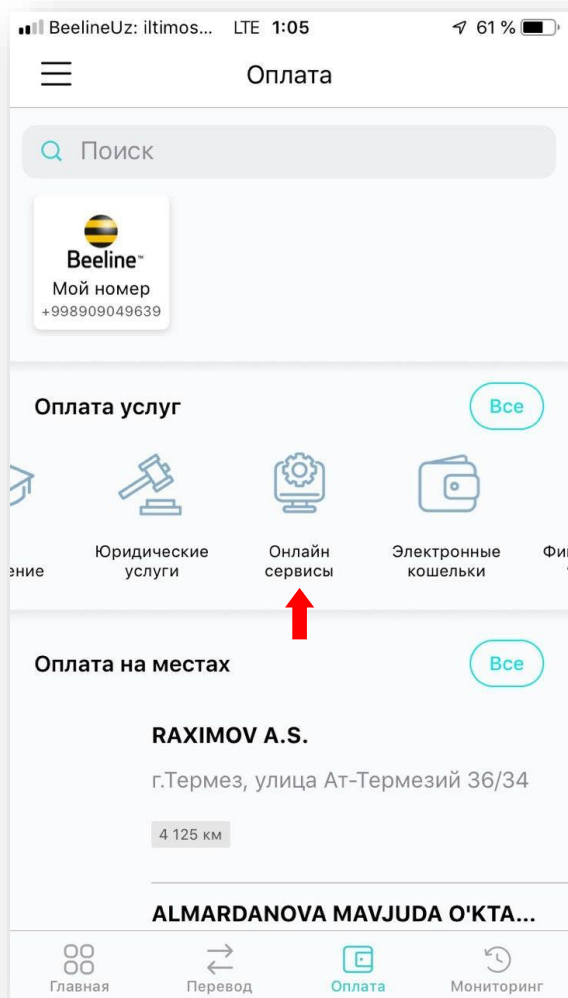 BeelineUz: iltimos... LTE 1:05 61 %
Оплата
Поиск
Beeline™
Мой номер
+998909049639
Оплата услуг Все
ение
Юридические
услуги
Онлайн
сервисы
Электронные
кошельки
Оплата на местах Все
RAXIMOV A.S.
г.Термез, улица Ат-Термезий 36/34
4 125 км
ALMARDANOVA MAVJUDA O'KTA...
Главная Перевод Оплата Мониторинг